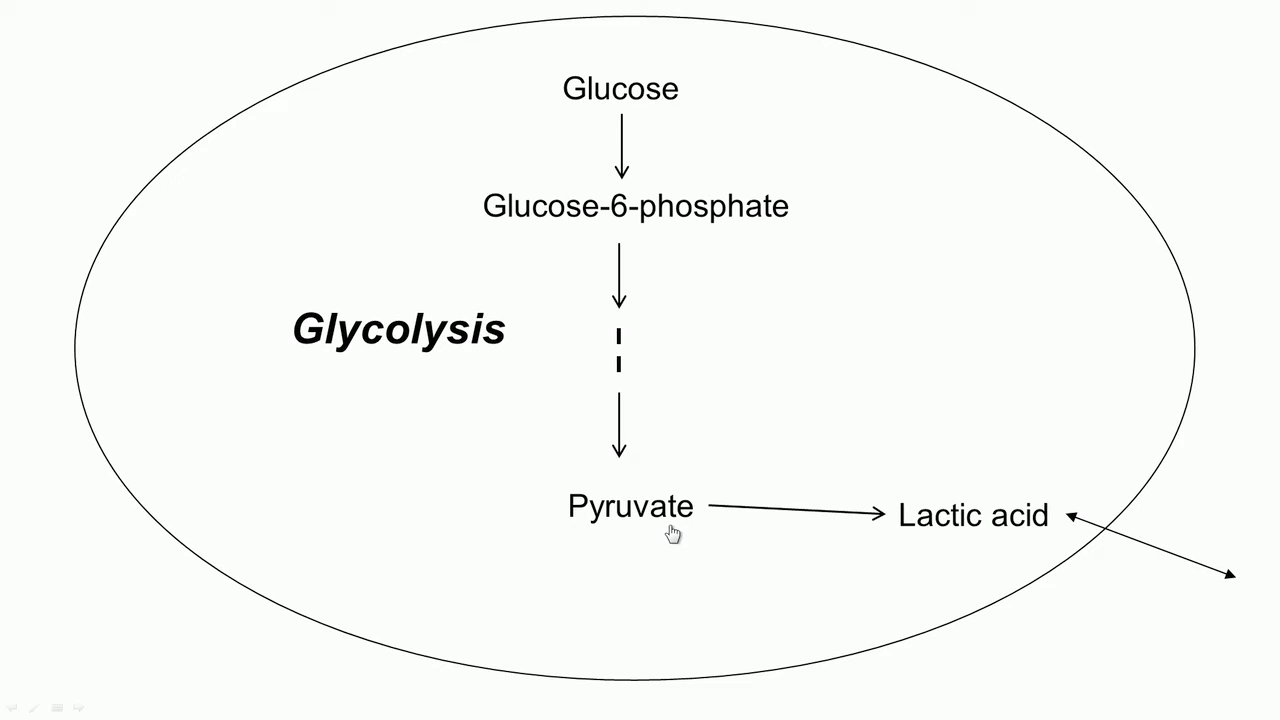 Glucose
Glucose-6-phosphate
Glycolysis
Pyruvate
Lactic acid